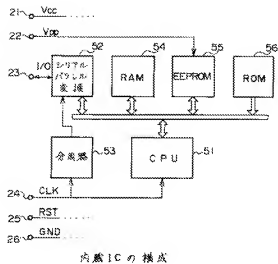 21 Vcc
22 Vpp
23 I/O
52 シリアル パラレル 変換
54 RAM
55 EEPROM
56 ROM
分周器 53
CPU 51
24 CLK
25 RST
26 GND
内蔵ICの構成